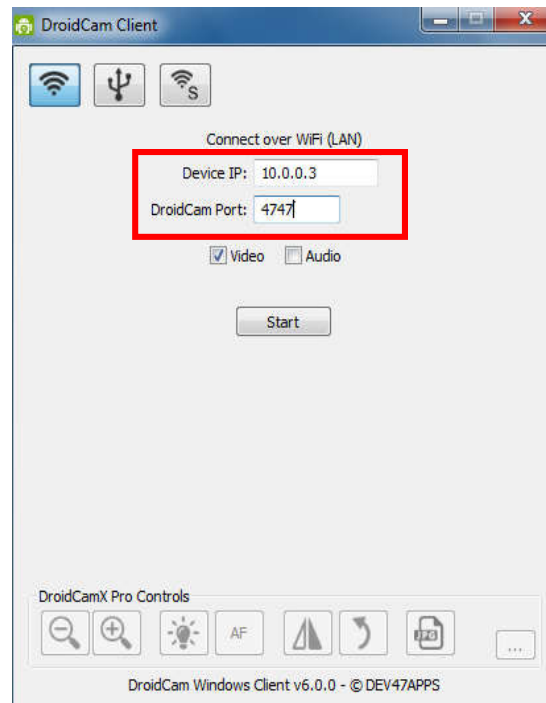 DroidCam Client
S
Connect over WiFi (LAN)
Device IP: 10.0.0.3
DroidCam Port: 4747
Video Audio
Start
DroidCamX Pro Controls
AF JPG ...
DroidCam Windows Client v6.0.0 - © DEV47APPS